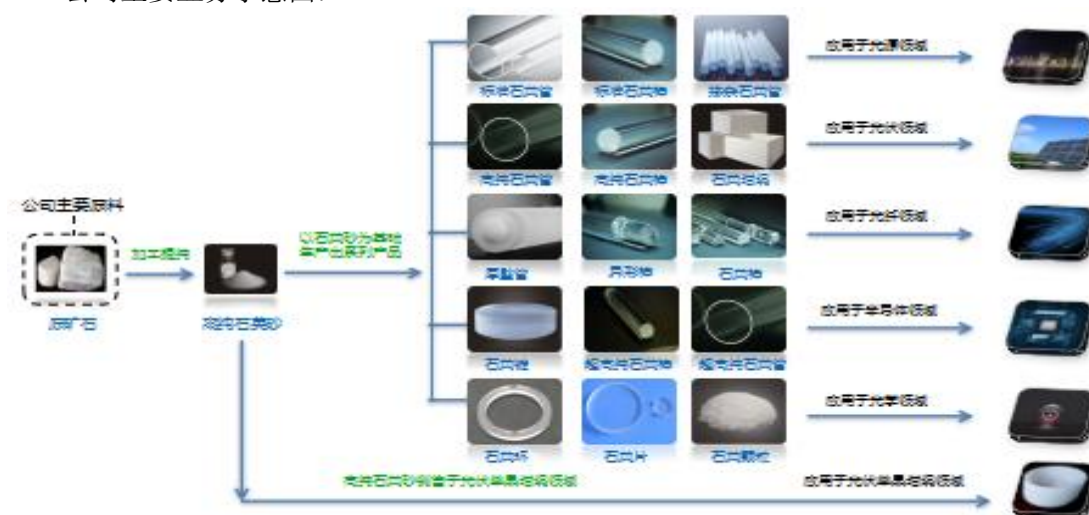 标准石英管 标准石英棒 掺杂石英管 应用于光源领域
高纯石英管 高纯石英棒 石英坩埚 应用于光伏领域
公司主要原料
加工提纯
以石英砂为基础
生产出系列产品
厚壁管 异形棒 石英棒 应用于光纤领域
原矿石
高纯石英砂
石英锭 超高纯石英棒 超高纯石英管 应用于半导体领域
石英环 石英片 石英颗粒 应用于光学领域
高纯石英砂销售于光伏单晶坩埚领域 应用于光伏单晶坩埚领域